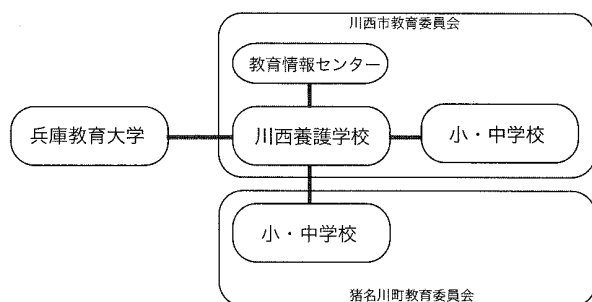 川西市教育委員会
教育情報センター
兵庫教育大学
川西養護学校
小・中学校
小・中学校
猪名川町教育委員会